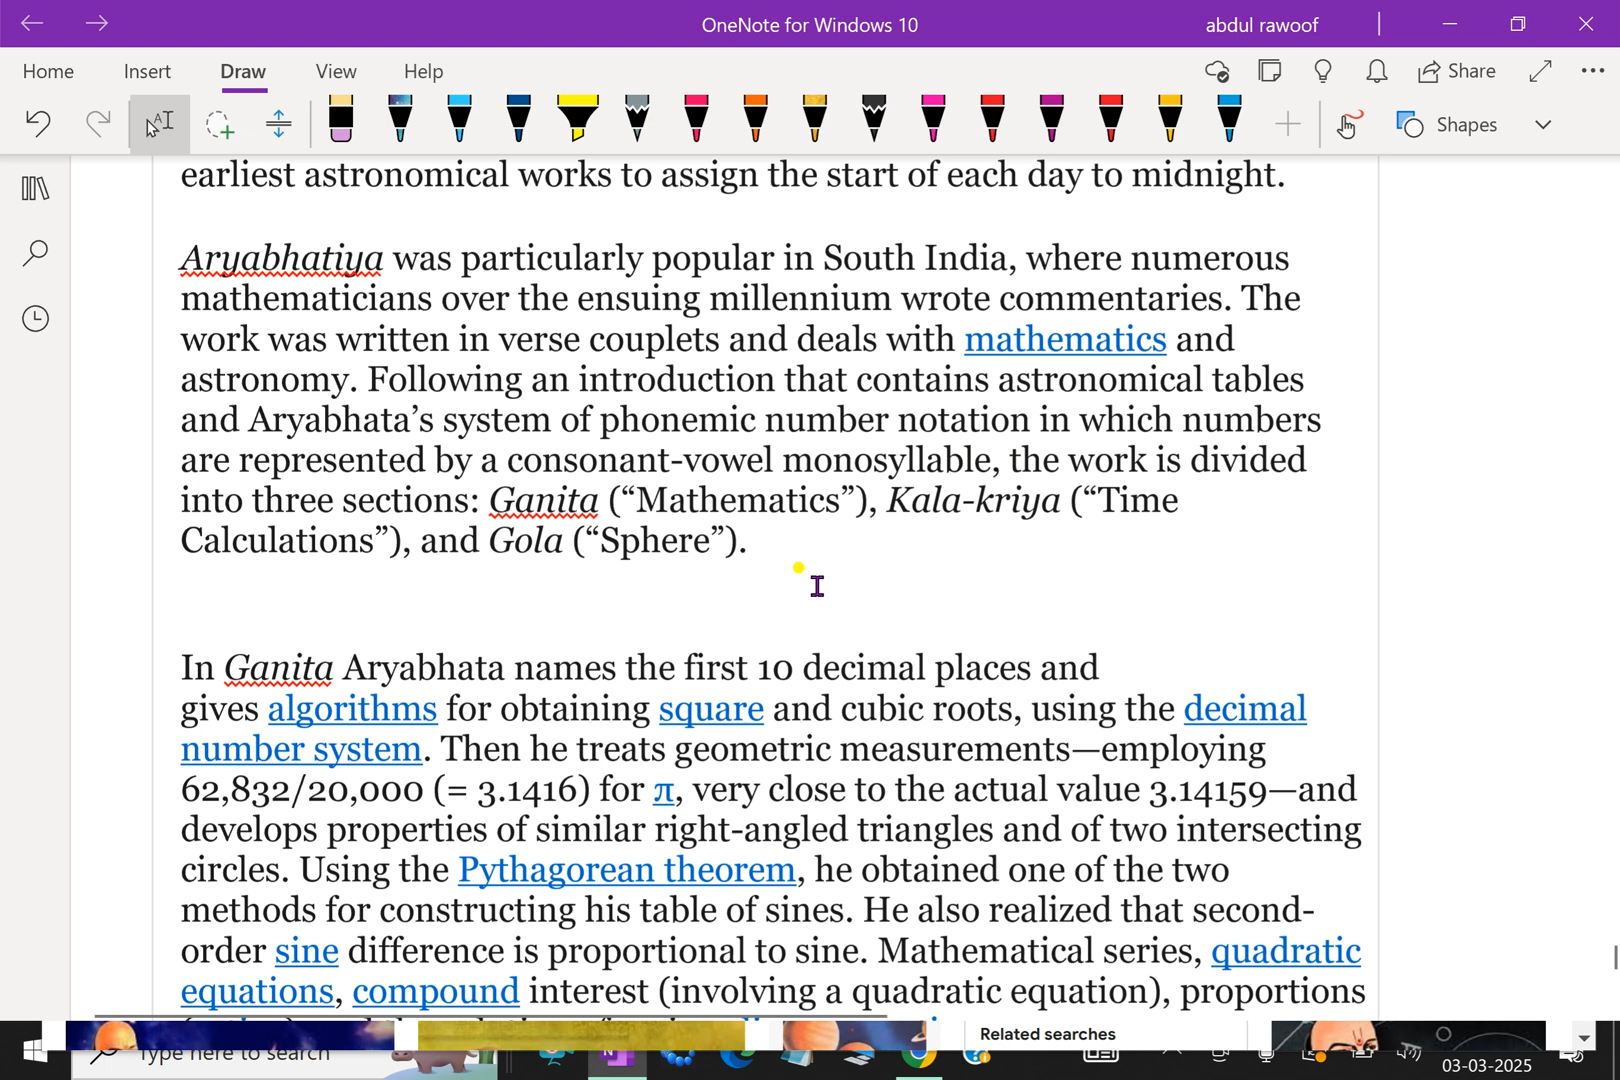 OneNote for Windows 10
abdul rawoof
Home Insert Draw View Help
Share
Shapes
earliest astronomical works to assign the start of each day to midnight.
Aryabhatiya was particularly popular in South India, where numerous
mathematicians over the ensuing millennium wrote commentaries. The
work was written in verse couplets and deals with mathematics and
astronomy. Following an introduction that contains astronomical tables
and Aryabhata’s system of phonemic number notation in which numbers
are represented by a consonant-vowel monosyllable, the work is divided
into three sections: Ganita (“Mathematics”), Kala-kriya (“Time
Calculations”), and Gola (“Sphere”).
In Ganita Aryabhata names the first 10 decimal places and
gives algorithms for obtaining square and cubic roots, using the decimal
number system. Then he treats geometric measurements—employing
62,832/20,000 (= 3.1416) for π, very close to the actual value 3.14159—and
develops properties of similar right-angled triangles and of two intersecting
circles. Using the Pythagorean theorem, he obtained one of the two
methods for constructing his table of sines. He also realized that second-
order sine difference is proportional to sine. Mathematical series, quadratic
equations, compound interest (involving a quadratic equation), proportions
Related searches
Type here to search
03-03-2025